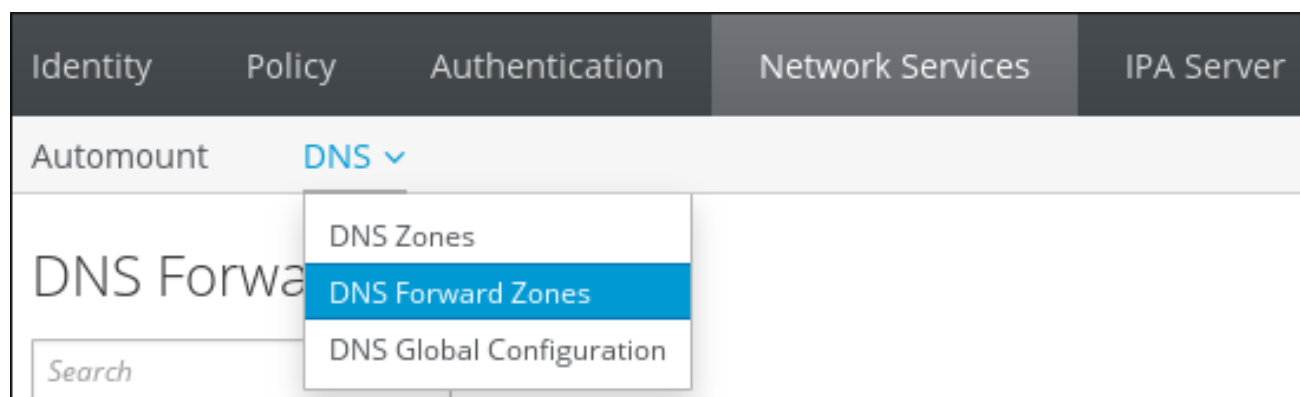 Identity Policy Authentication Network Services IPA Server
Automount DNS
DNS Zones
DNS Forwa
DNS Forward Zones
DNS Global Configuration
Search